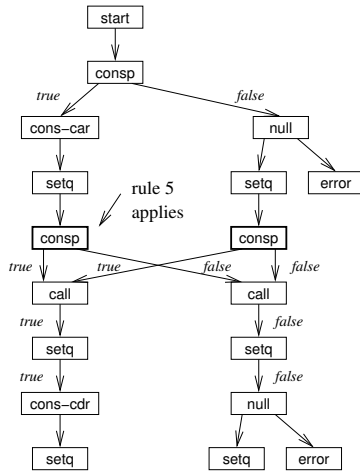 start
consp
true false
cons-car null
setq setq error
rule 5
applies
consp consp
true true false false
call call
true false
setq setq
true false
cons-cdr null
setq setq error